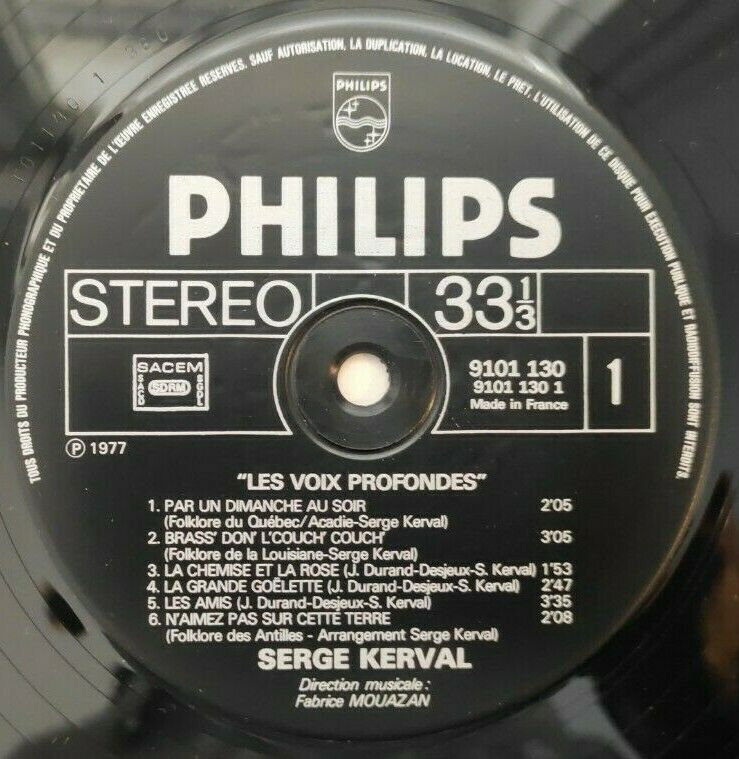 TOUS DROITS DU PRODUCTEUR PHONOGRAPHIQUE ET DU PROPRIETAIRE DE L'ŒUVRE ENREGISTREE RESERVES. SAUF AUTORISATION, LA DUPLICATION, LA LOCATION, LE PRET, L'UTILISATION DE CE DISQUE POUR EXECUTION PUBLIQUE ET RADIODIFFUSION SONT INTERDITS.
PHILIPS
PHILIPS
STEREO 33 1/3
SACEM
SACD SDRM SGDL
9101 130
9101 130 1
Made in France
1
℗ 1977
"LES VOIX PROFONDES"
1. PAR UN DIMANCHE AU SOIR 2'05
(Folklore du Québec/Acadie-Serge Kerval)
2. BRASS' DON' L'COUCH' COUCH' 3'05
(Folklore de la Louisiane-Serge Kerval)
3. LA CHEMISE ET LA ROSE (J. Durand-Desjeux-S. Kerval) 1'53
4. LA GRANDE GOËLETTE (J. Durand-Desjeux-S. Kerval) 2'47
5. LES AMIS (J. Durand-Desjeux-S. Kerval) 3'35
6. N'AIMEZ PAS SUR CETTE TERRE 2'08
(Folklore des Antilles - Arrangement Serge Kerval)
SERGE KERVAL
Direction musicale :
Fabrice MOUAZAN